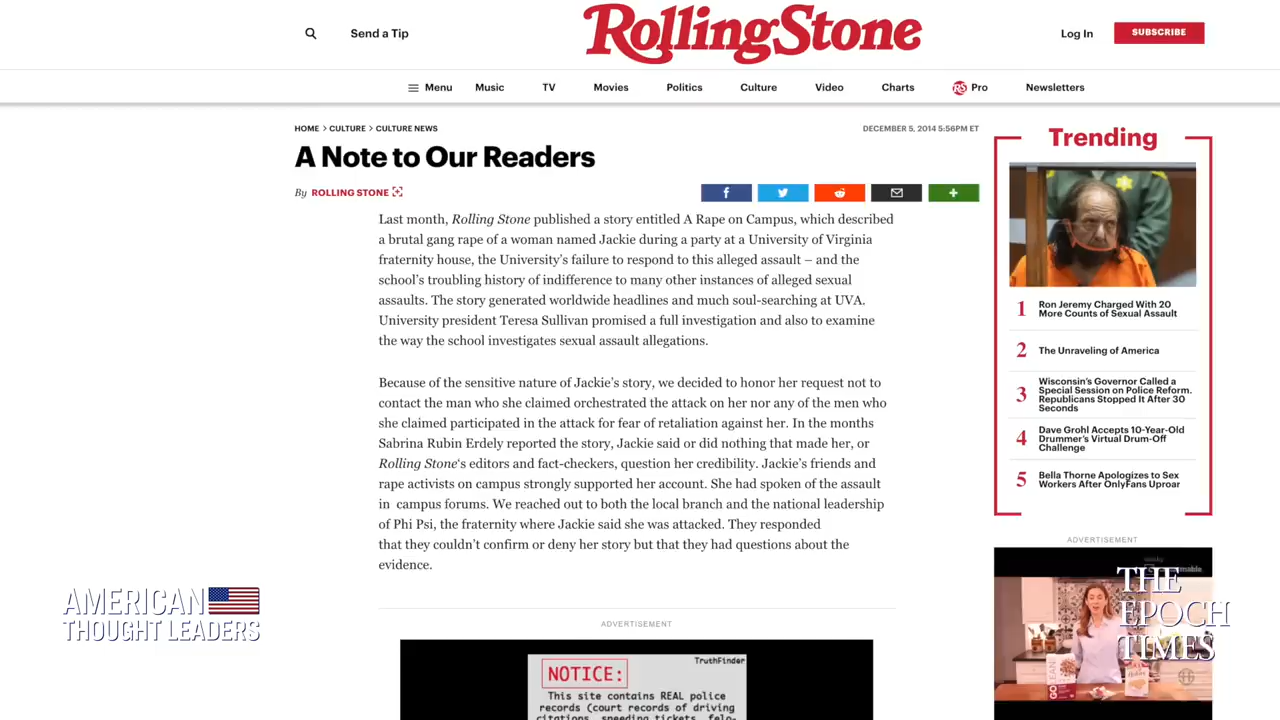 Send a Tip
RollingStone
Log In
SUBSCRIBE
Menu
Music
TV
Movies
Politics
Culture
Video
Charts
RS Pro
Newsletters
HOME > CULTURE > CULTURE NEWS
DECEMBER 5, 2014 5:56PM ET
A Note to Our Readers
By ROLLING STONE
Last month, Rolling Stone published a story entitled A Rape on Campus, which described
a brutal gang rape of a woman named Jackie during a party at a University of Virginia
fraternity house, the University's failure to respond to this alleged assault – and the
school's troubling history of indifference to many other instances of alleged sexual
assaults. The story generated worldwide headlines and much soul-searching at UVA.
University president Teresa Sullivan promised a full investigation and also to examine
the way the school investigates sexual assault allegations.
Because of the sensitive nature of Jackie's story, we decided to honor her request not to
contact the man who she claimed orchestrated the attack on her nor any of the men who
she claimed participated in the attack for fear of retaliation against her. In the months
Sabrina Rubin Erdely reported the story, Jackie said or did nothing that made her, or
Rolling Stone‘s editors and fact-checkers, question her credibility. Jackie's friends and
rape activists on campus strongly supported her account. She had spoken of the assault
in campus forums. We reached out to both the local branch and the national leadership
of Phi Psi, the fraternity where Jackie said she was attacked. They responded
that they couldn't confirm or deny her story but that they had questions about the
evidence.
ADVERTISEMENT
NOTICE:
TruthFinder
This site contains REAL police
records (court records of driving
citations, speeding tickets, felo-
Trending
1
Ron Jeremy Charged With 20
More Counts of Sexual Assault
2
The Unraveling of America
3
Wisconsin's Governor Called a
Special Session on Police Reform.
Republicans Stopped It After 30
Seconds
4
Dave Grohl Accepts 10-Year-Old
Drummer's Virtual Drum-Off
Challenge
5
Bella Thorne Apologizes to Sex
Workers After OnlyFans Uproar
ADVERTISEMENT
THE
EPOCH
TIMES
AMERICAN
THOUGHT LEADERS